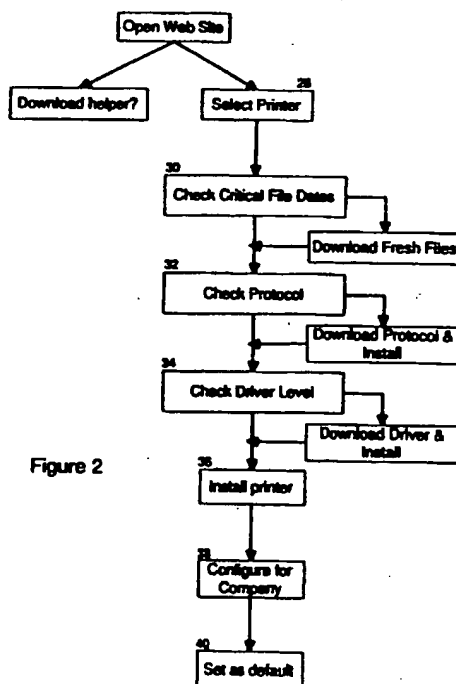 Open Web Site
Download helper?
28
Select Printer
30
Check Critical File Dates
Download Fresh Files
32
Check Protocol
Download Protocol &
Install
34
Check Driver Level
Download Driver &
Install
Figure 2
36
Install printer
38
Configure for
Company
40
Set as default